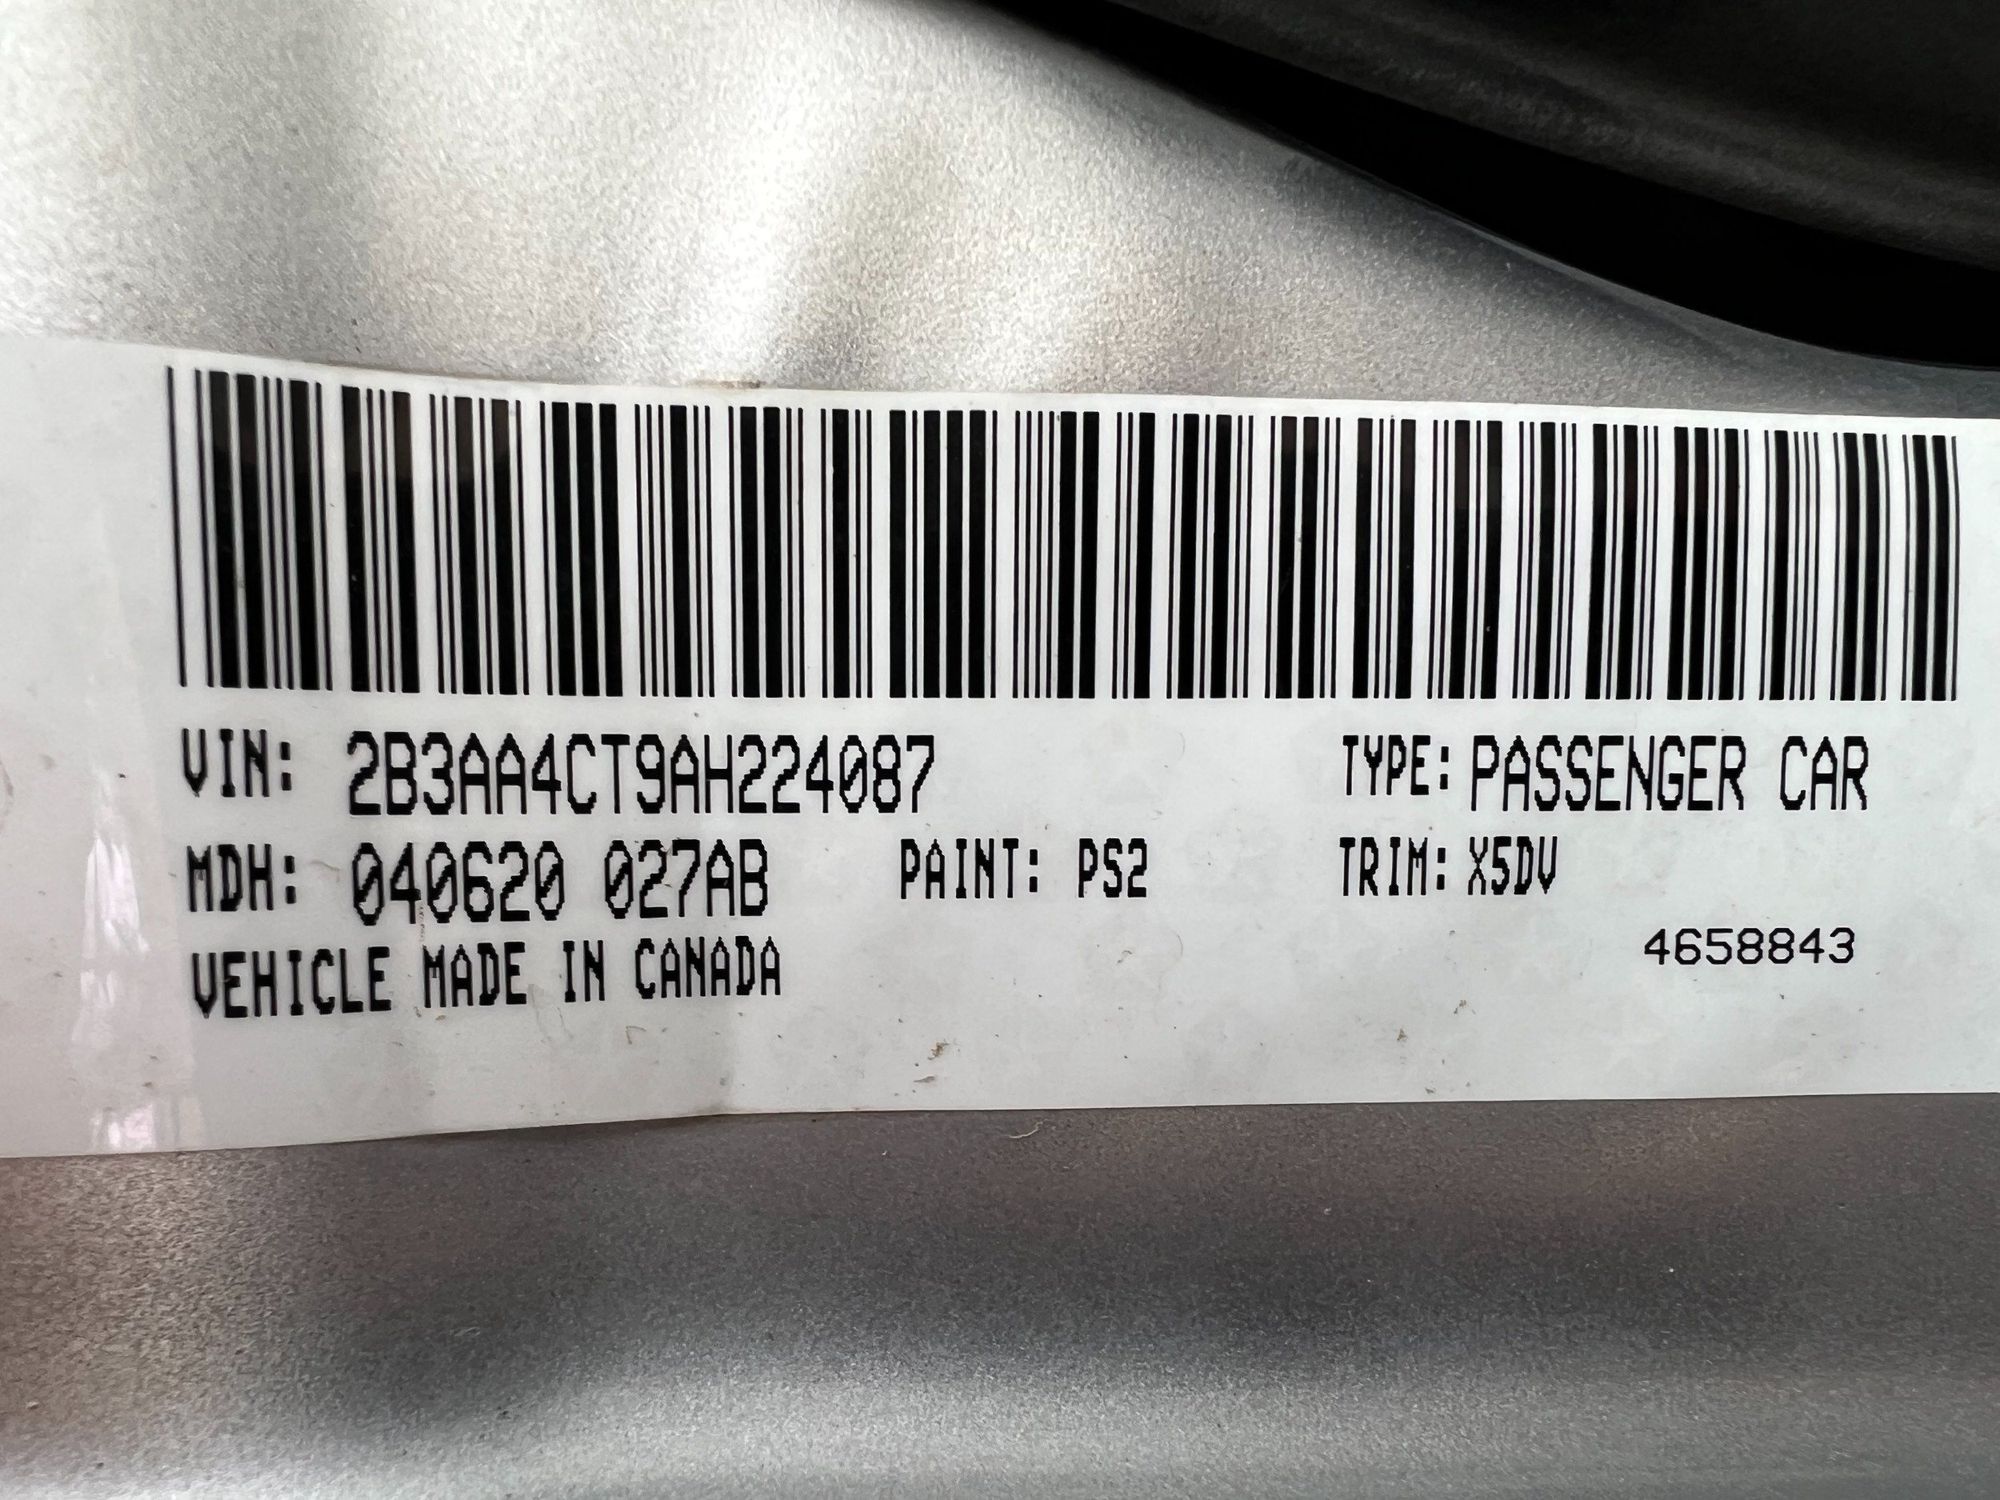 VIN: 2B3AA4CT9AH224087 TYPE: PASSENGER CAR
MDH: 040620 027AB PAINT: PS2 TRIM: X5DV
VEHICLE MADE IN CANADA 4658843